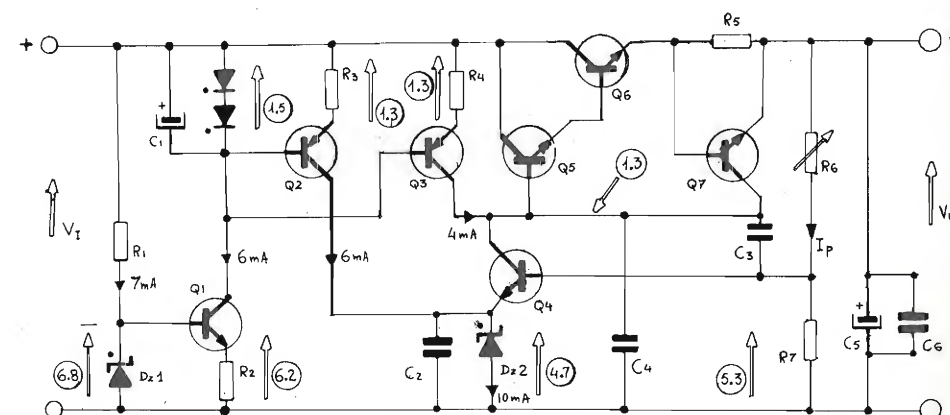 +
R5
+
C1
1.5
R3
1.3
1.3
R4
Q6
Q2
Q3
Q5
Q7
R6
VI
R1
7mA
6mA
6mA
4mA
1.3
C3
Ip
Q1
Q4
6.8
Dz1
R2
6.2
C2
Dz2
4.7
10mA
C4
5.3
R7
C5
C6